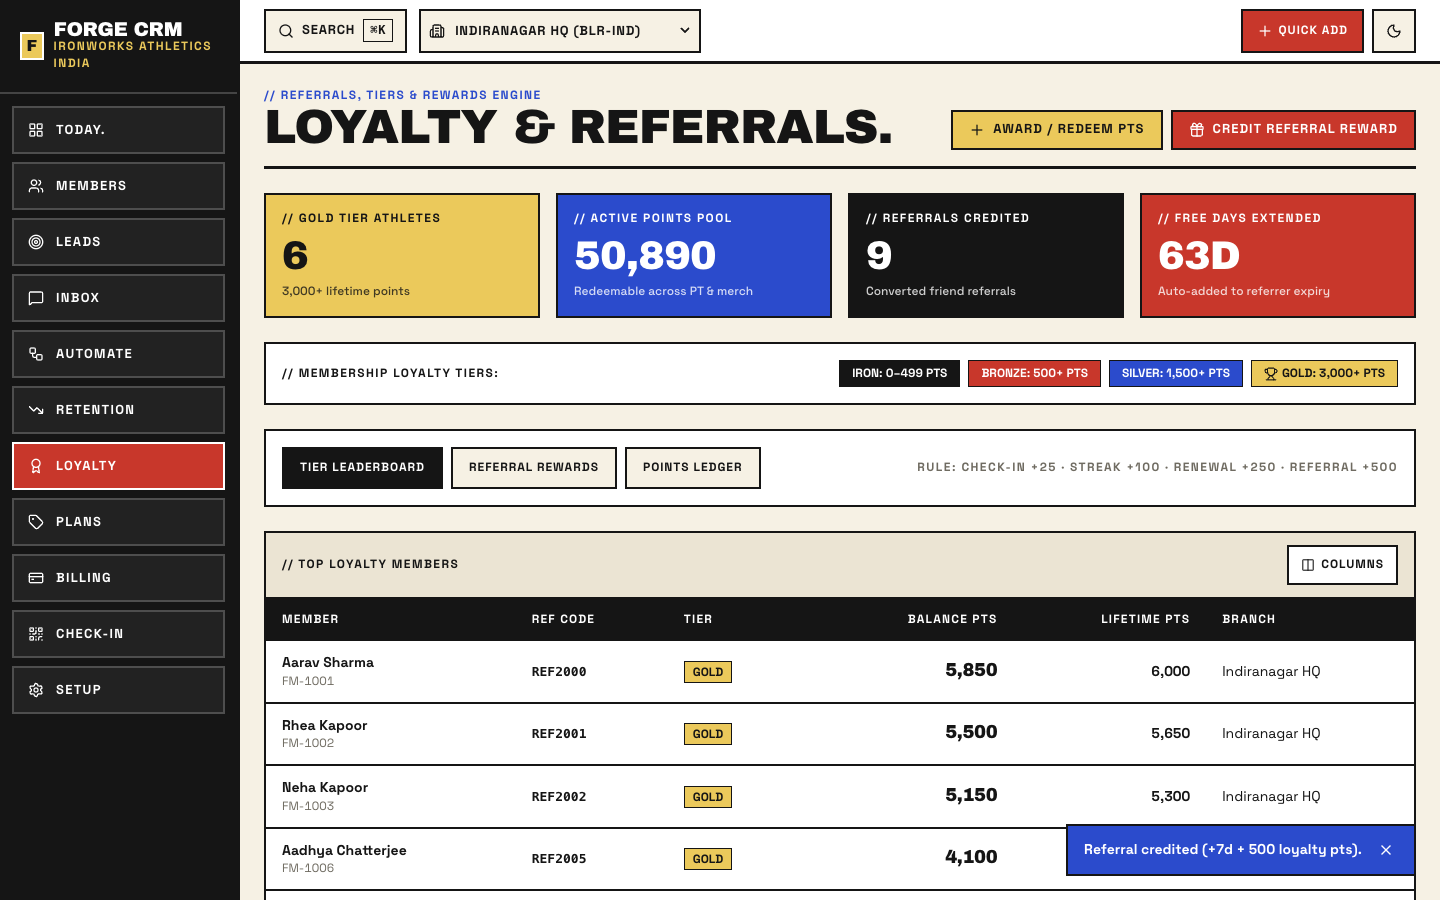 F
FORGE CRM
IRONWORKS ATHLETICS
INDIA
TODAY.
MEMBERS
LEADS
INBOX
AUTOMATE
RETENTION
LOYALTY
PLANS
BILLING
CHECK-IN
SETUP
SEARCH ⌘K
INDIRANAGAR HQ (BLR-IND)
QUICK ADD
// REFERRALS, TIERS & REWARDS ENGINE
LOYALTY & REFERRALS.
AWARD / REDEEM PTS
CREDIT REFERRAL REWARD
// GOLD TIER ATHLETES
6
3,000+ lifetime points
// ACTIVE POINTS POOL
50,890
Redeemable across PT & merch
// REFERRALS CREDITED
9
Converted friend referrals
// FREE DAYS EXTENDED
63D
Auto-added to referrer expiry
// MEMBERSHIP LOYALTY TIERS:
IRON: 0–499 PTS
BRONZE: 500+ PTS
SILVER: 1,500+ PTS
GOLD: 3,000+ PTS
TIER LEADERBOARD
REFERRAL REWARDS
POINTS LEDGER
RULE: CHECK-IN +25 · STREAK +100 · RENEWAL +250 · REFERRAL +500
// TOP LOYALTY MEMBERS
COLUMNS
MEMBER REF CODE TIER BALANCE PTS LIFETIME PTS BRANCH
Aarav Sharma
FM-1001
REF2000 GOLD 5,850 6,000 Indiranagar HQ
Rhea Kapoor
FM-1002
REF2001 GOLD 5,500 5,650 Indiranagar HQ
Neha Kapoor
FM-1003
REF2002 GOLD 5,150 5,300 Indiranagar HQ
Aadhya Chatterjee
FM-1006
REF2005 GOLD 4,100
Referral credited (+7d + 500 loyalty pts).